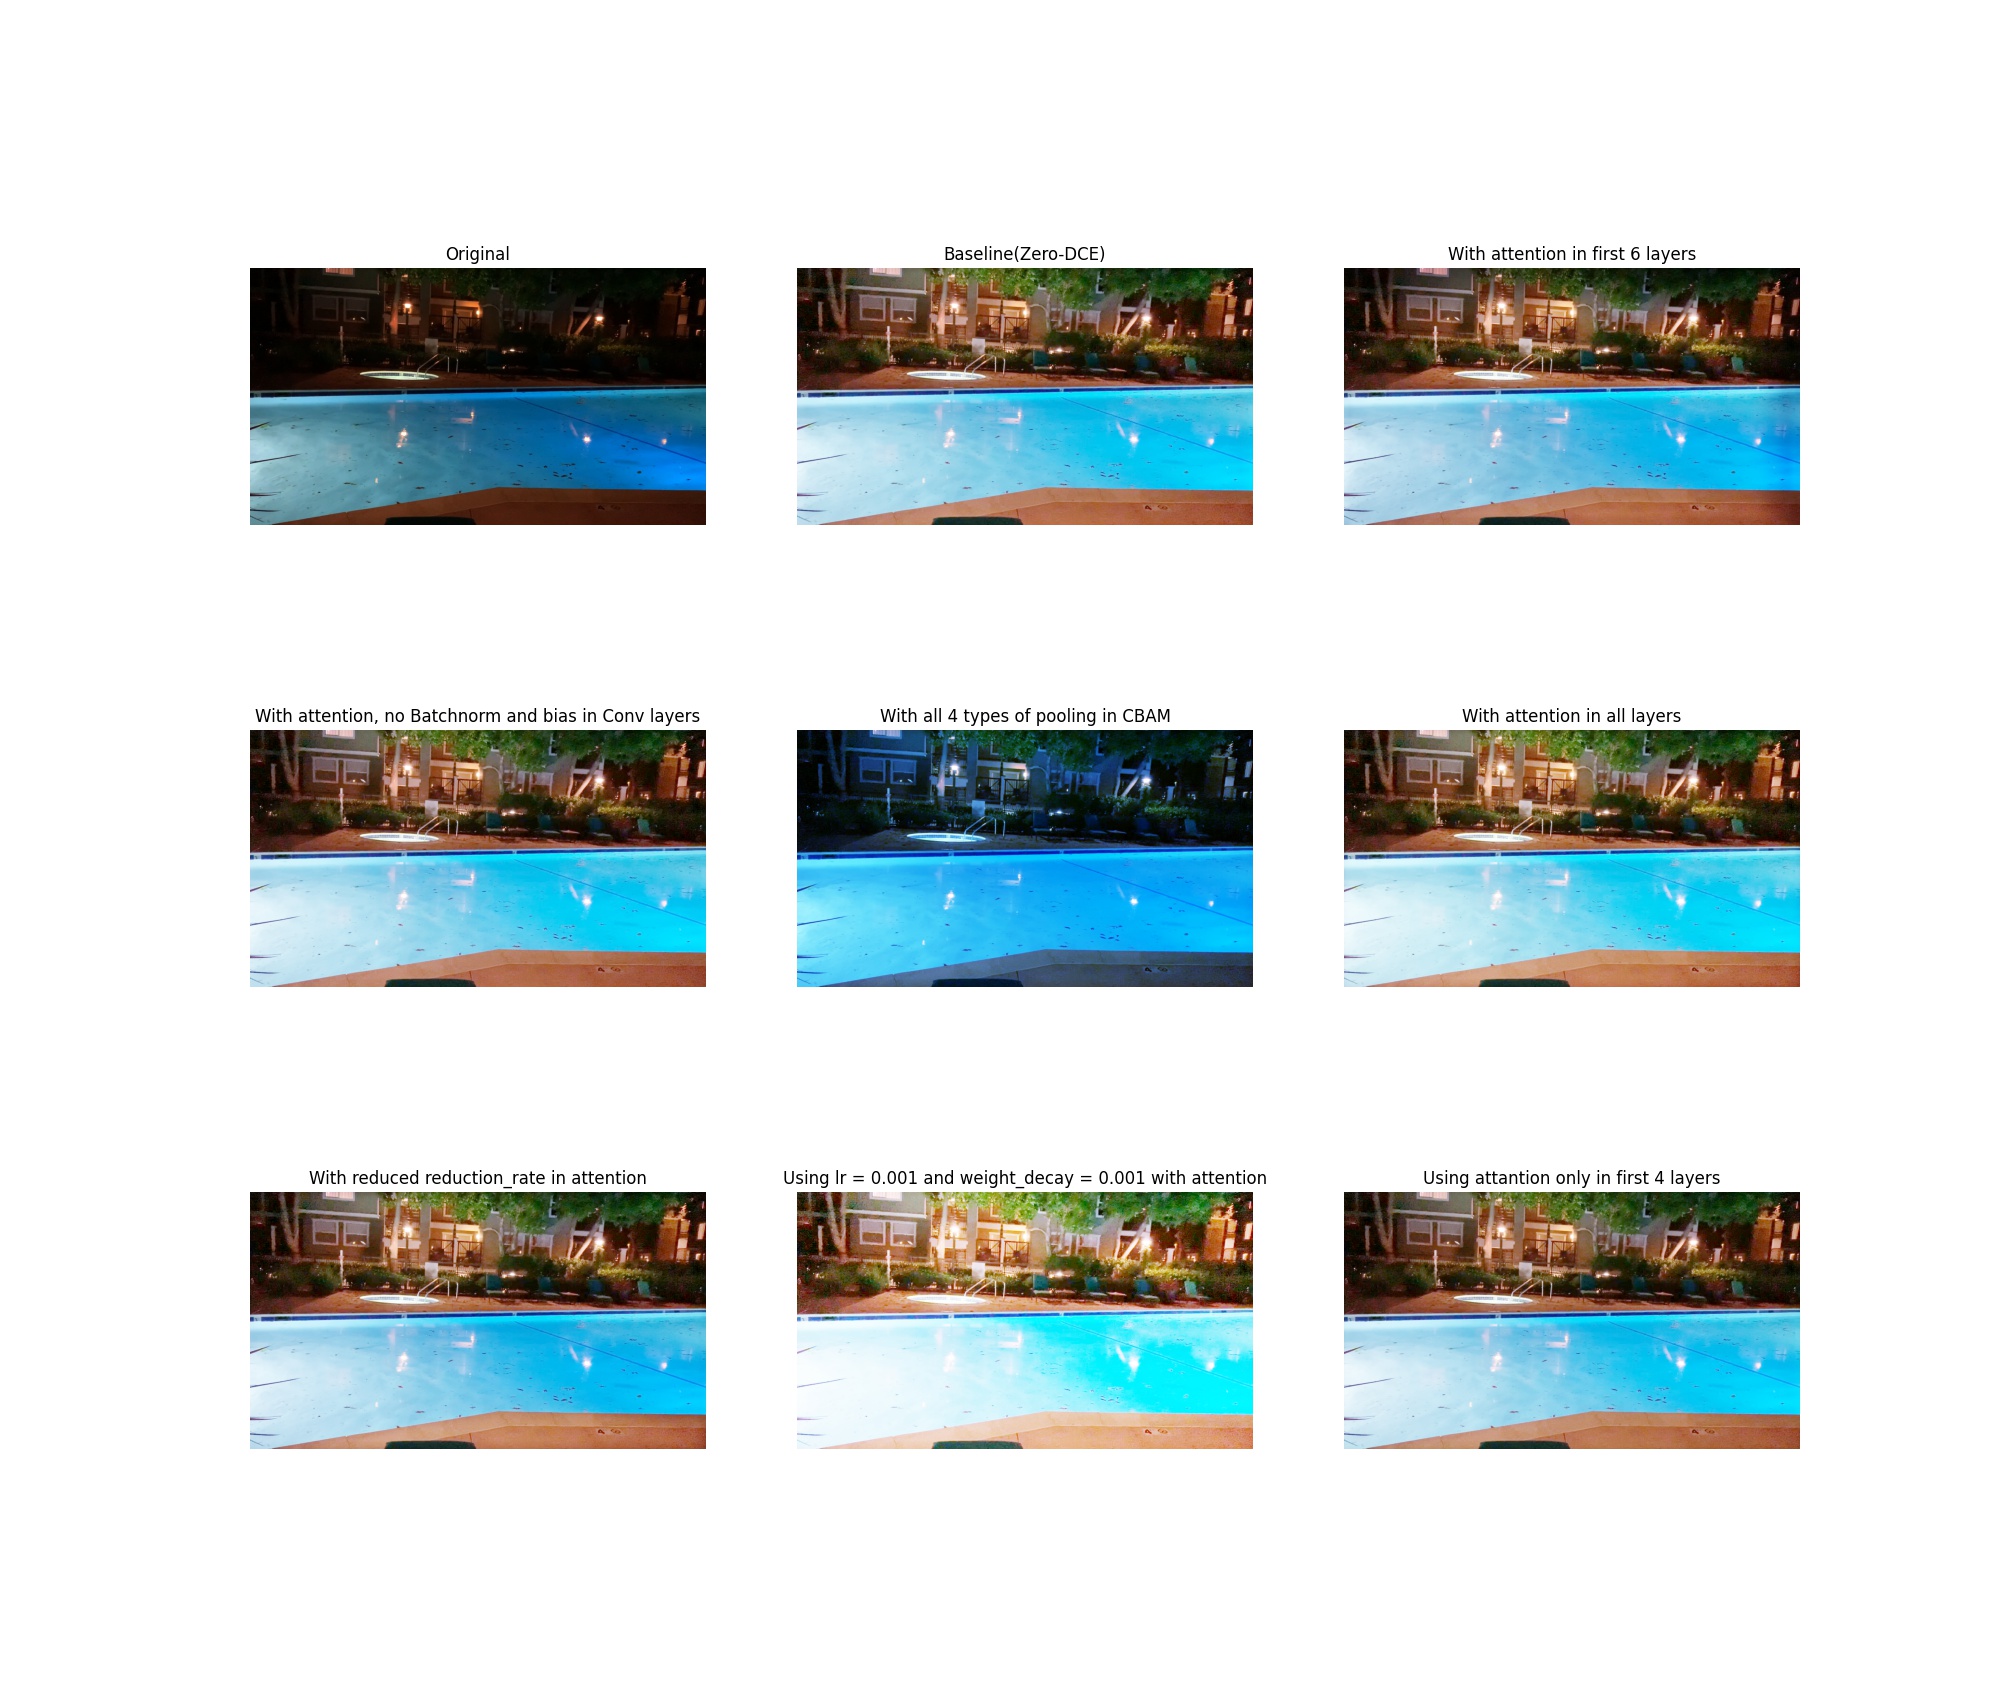 Original
Baseline(Zero-DCE)
With attention in first 6 layers
With attention, no Batchnorm and bias in Conv layers
With all 4 types of pooling in CBAM
With attention in all layers
With reduced reduction_rate in attention
Using lr = 0.001 and weight_decay = 0.001 with attention
Using attantion only in first 4 layers